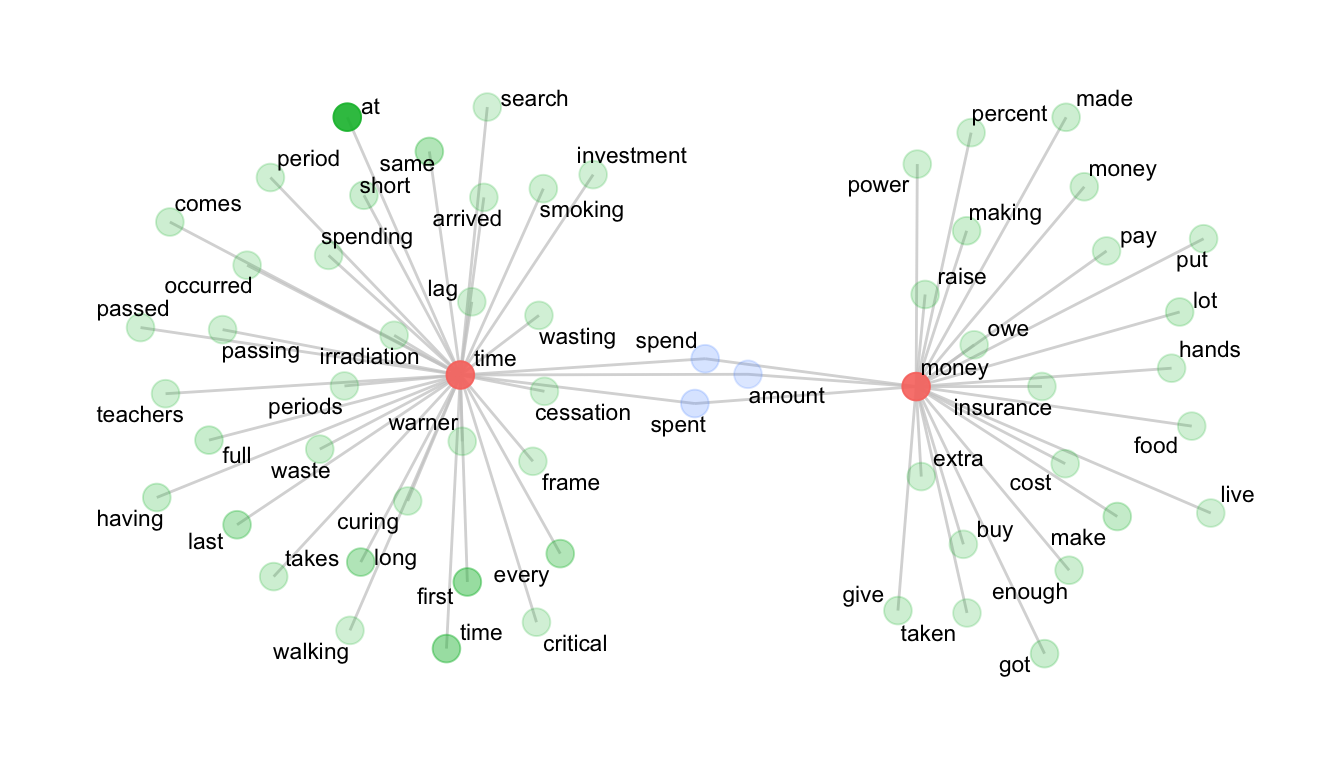 at
search
percent
made
period
same
investment
power
money
comes
short
arrived
smoking
making
spending
pay
put
occurred
lag
raise
passed
lot
passing
irradiation
wasting
spend
owe
hands
time
money
teachers
periods
cessation
amount
insurance
warner
spent
full
waste
frame
extra
cost
food
having
curing
live
last
buy
make
takes
long
every
first
give
enough
time
critical
taken
walking
got